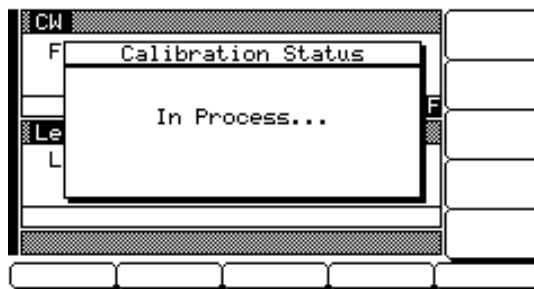 CW
F
Calibration Status
In Process...
F
Le
L